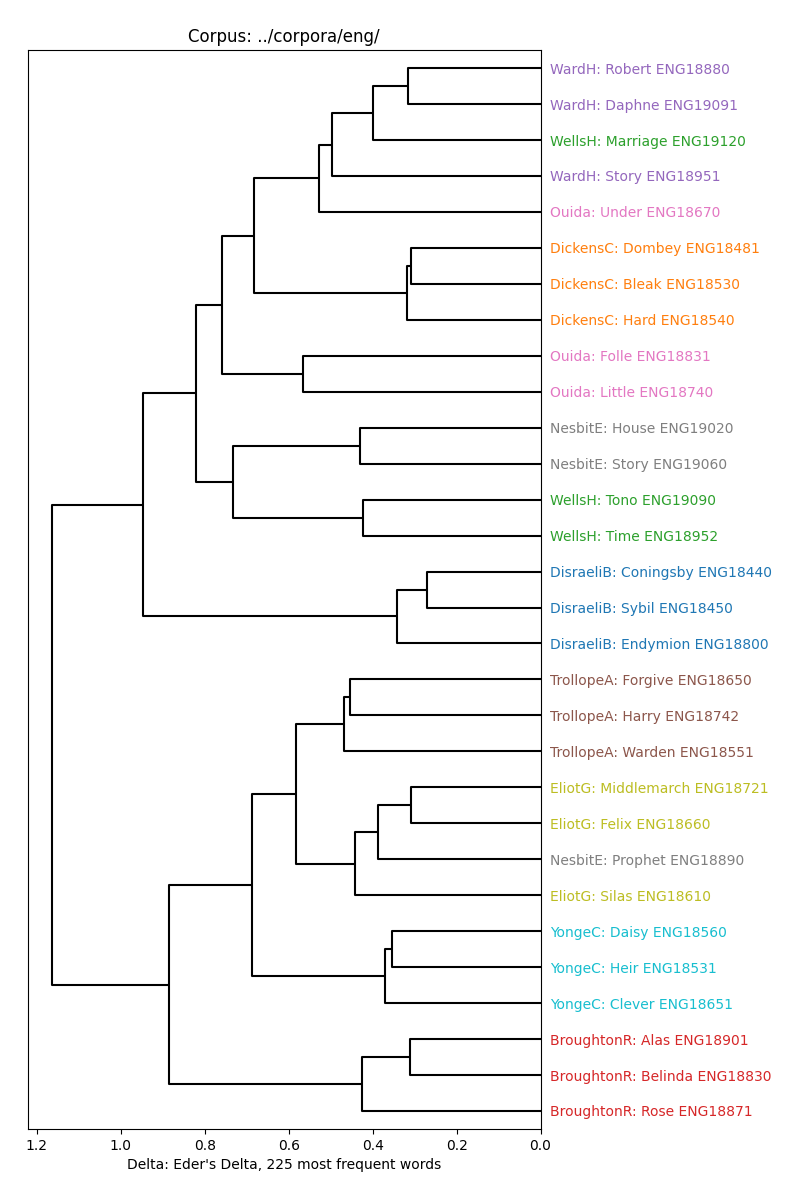 Corpus: ../corpora/eng/
WardH: Robert ENG18880
WardH: Daphne ENG19091
WellsH: Marriage ENG19120
WardH: Story ENG18951
Ouida: Under ENG18670
DickensC: Dombey ENG18481
DickensC: Bleak ENG18530
DickensC: Hard ENG18540
Ouida: Folle ENG18831
Ouida: Little ENG18740
NesbitE: House ENG19020
NesbitE: Story ENG19060
WellsH: Tono ENG19090
WellsH: Time ENG18952
DisraeliB: Coningsby ENG18440
DisraeliB: Sybil ENG18450
DisraeliB: Endymion ENG18800
TrollopeA: Forgive ENG18650
TrollopeA: Harry ENG18742
TrollopeA: Warden ENG18551
EliotG: Middlemarch ENG18721
EliotG: Felix ENG18660
NesbitE: Prophet ENG18890
EliotG: Silas ENG18610
YongeC: Daisy ENG18560
YongeC: Heir ENG18531
YongeC: Clever ENG18651
BroughtonR: Alas ENG18901
BroughtonR: Belinda ENG18830
BroughtonR: Rose ENG18871
1.2 1.0 0.8 0.6 0.4 0.2 0.0
Delta: Eder's Delta, 225 most frequent words